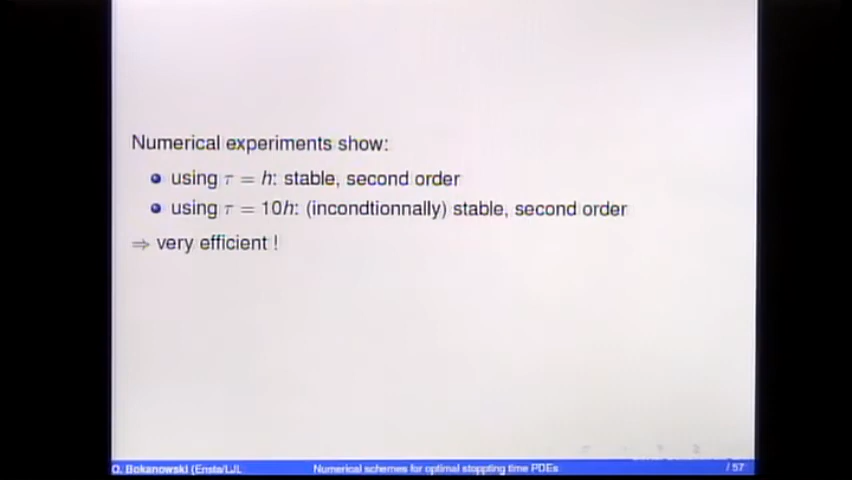 Numerical experiments show:
using τ = h: stable, second order
using τ = 10h: (incondtionnally) stable, second order
⇒ very efficient !
O. Bokanowski (Ensta/LJL
Numerical schemes for optimal stoppting time PDEs
/ 57